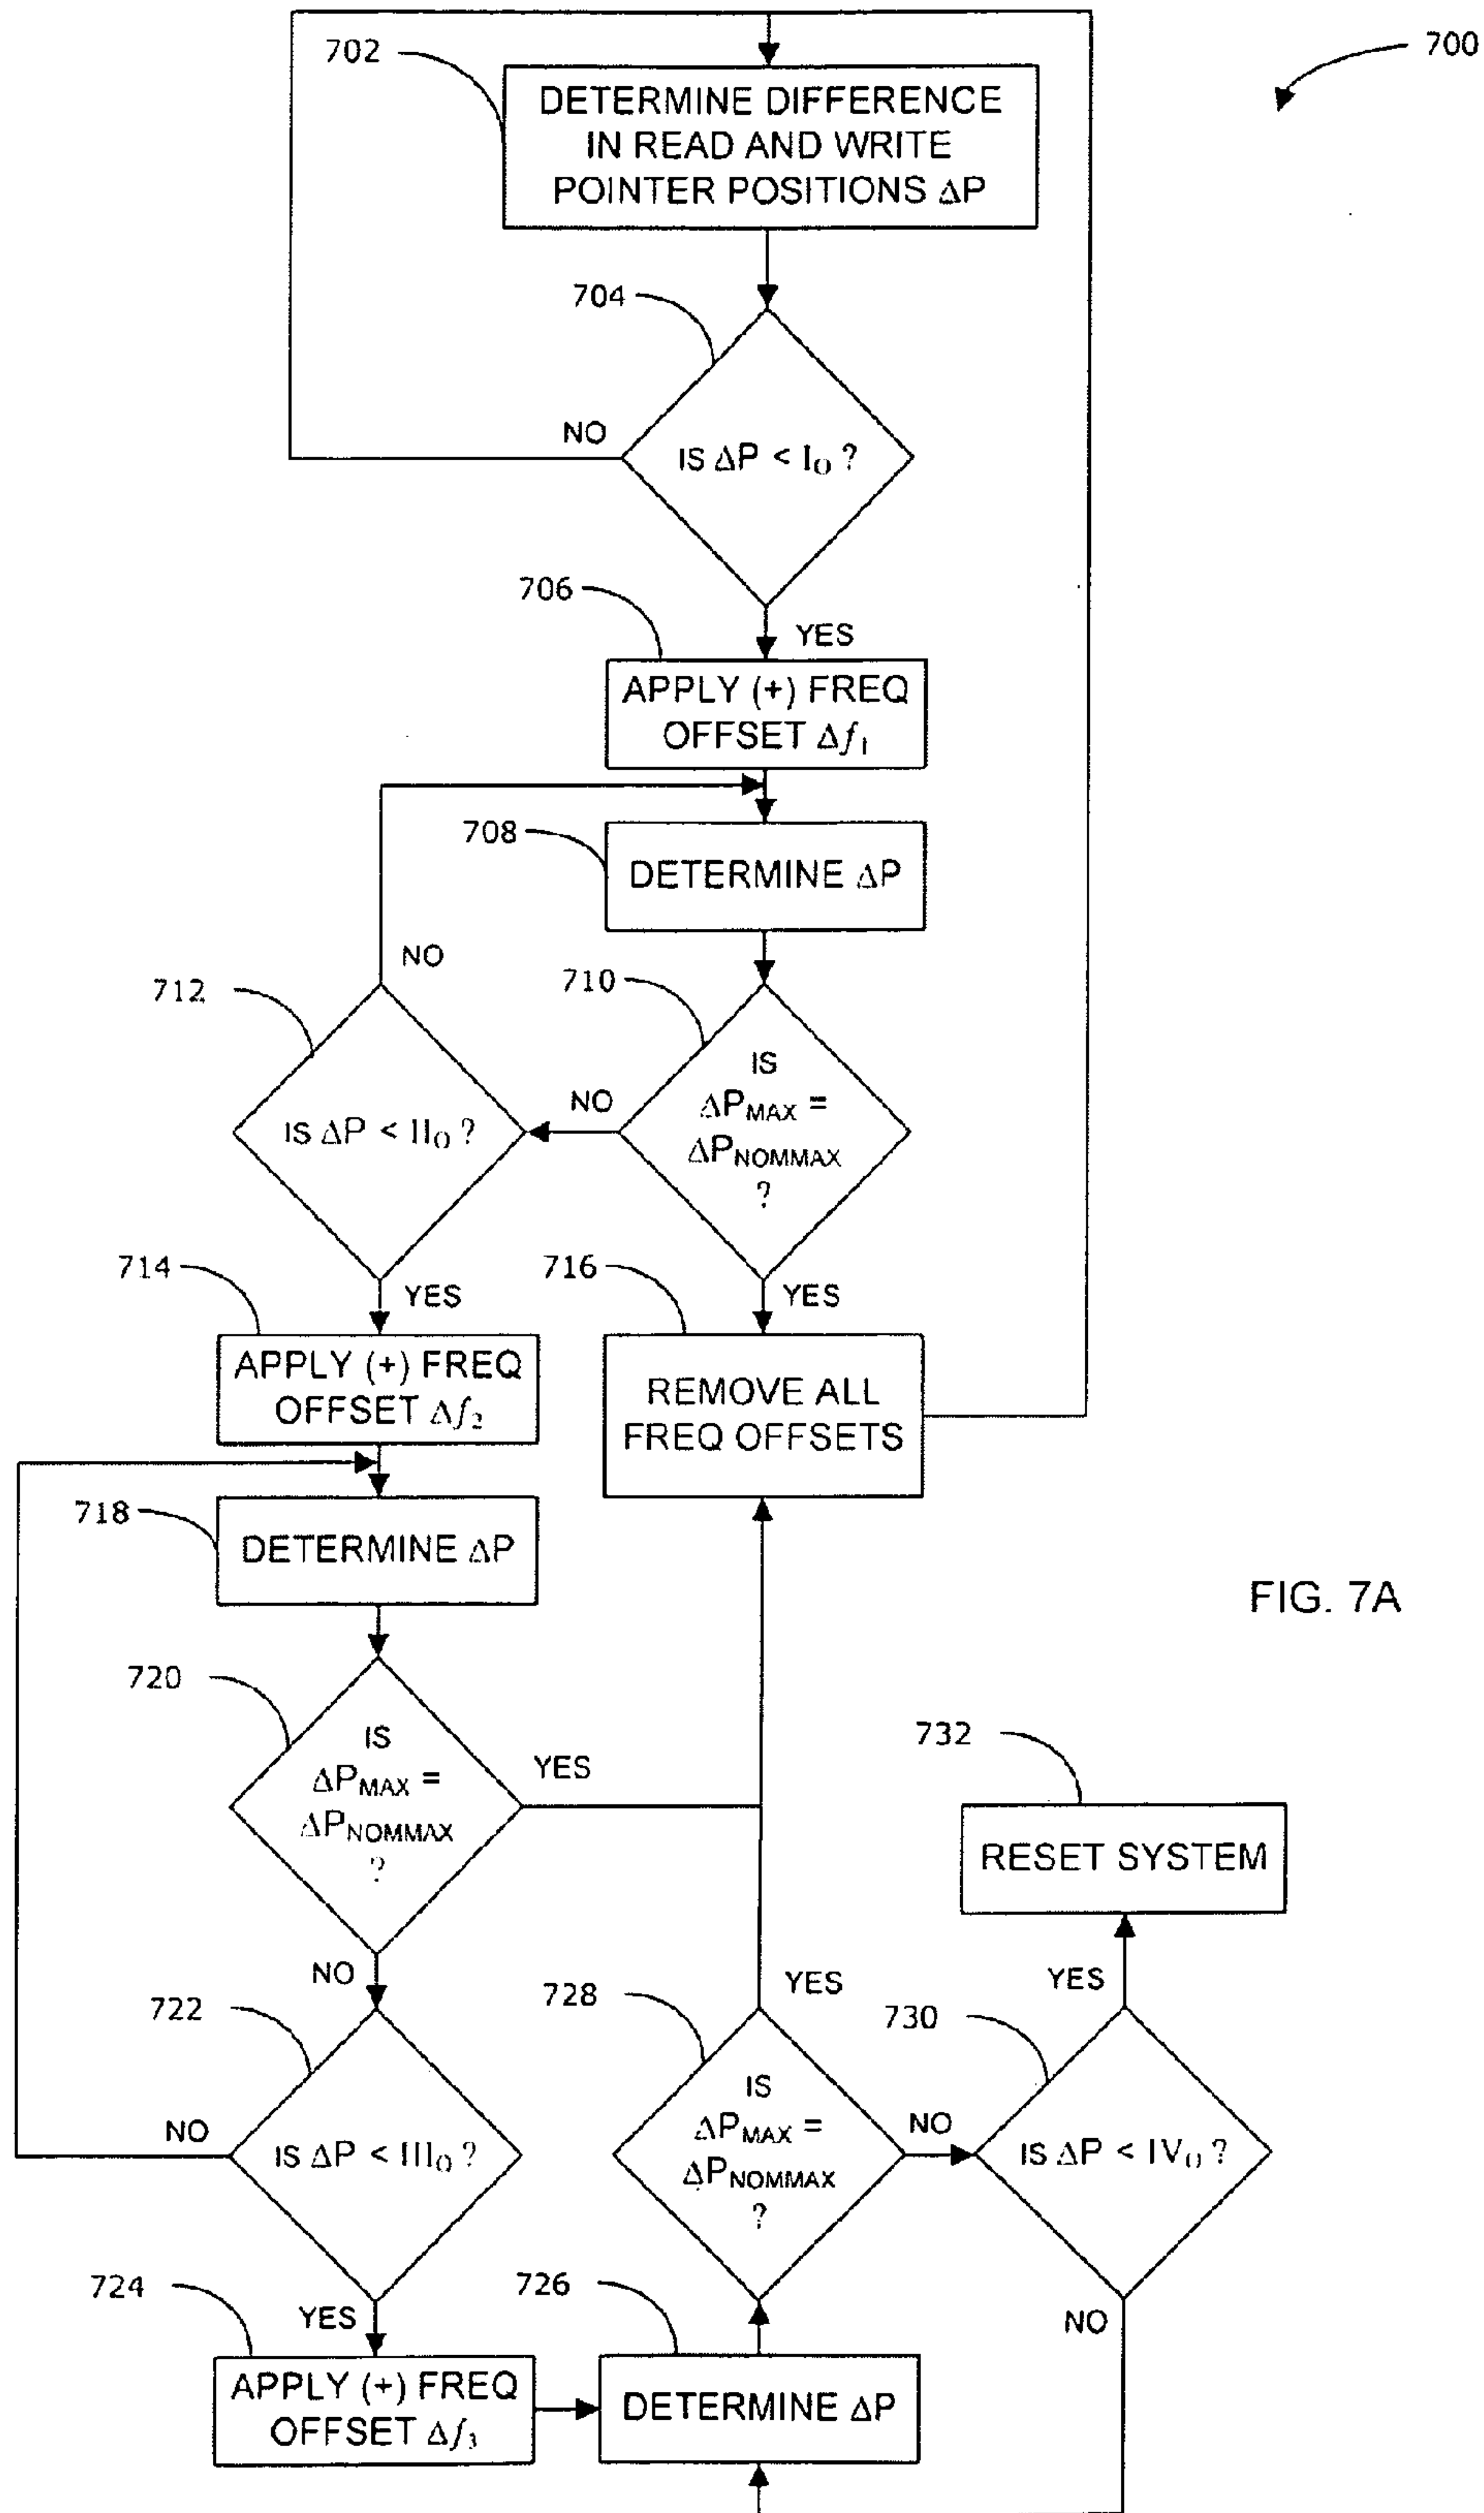 700
702
DETERMINE DIFFERENCE
IN READ AND WRITE
POINTER POSITIONS ΔP
704
NO
IS ΔP < I₀ ?
706
YES
APPLY (+) FREQ
OFFSET Δf₁
708
DETERMINE ΔP
NO
712
710
IS
ΔPMAX =
ΔPNOMMAX
?
NO
IS ΔP < II₀ ?
714
YES
716
YES
APPLY (+) FREQ
OFFSET Δf₂
REMOVE ALL
FREQ OFFSETS
718
DETERMINE ΔP
FIG. 7A
720
IS
ΔPMAX =
ΔPNOMMAX
?
YES
732
RESET SYSTEM
NO
722
728
YES
YES
730
NO
IS ΔP < III₀ ?
IS
ΔPMAX =
ΔPNOMMAX
?
NO
IS ΔP < IV₀ ?
724
YES
726
NO
APPLY (+) FREQ
OFFSET Δf₃
DETERMINE ΔP